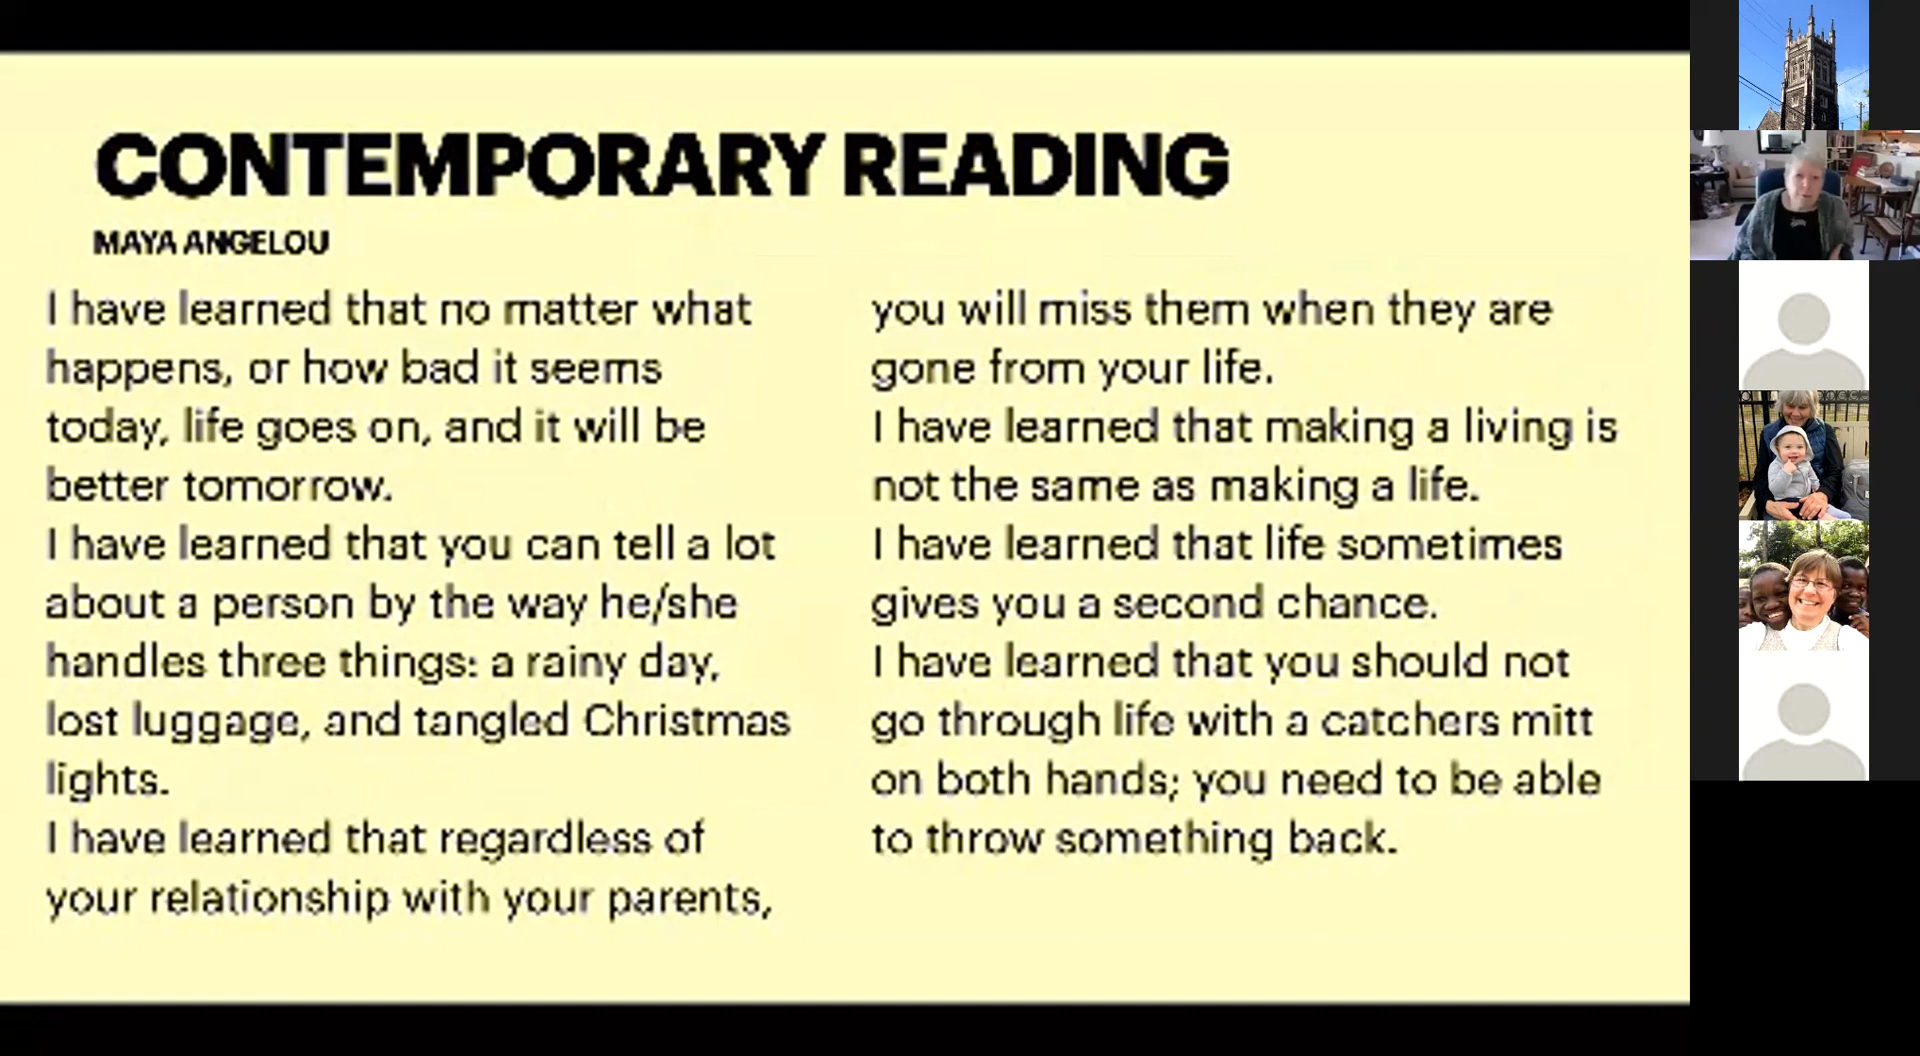 CONTEMPORARY READING
MAYA ANGELOU
I have learned that no matter what
happens, or how bad it seems
today, life goes on, and it will be
better tomorrow.
I have learned that you can tell a lot
about a person by the way he/she
handles three things: a rainy day,
lost luggage, and tangled Christmas
lights.
I have learned that regardless of
your relationship with your parents,
you will miss them when they are
gone from your life.
I have learned that making a living is
not the same as making a life.
I have learned that life sometimes
gives you a second chance.
I have learned that you should not
go through life with a catchers mitt
on both hands; you need to be able
to throw something back.